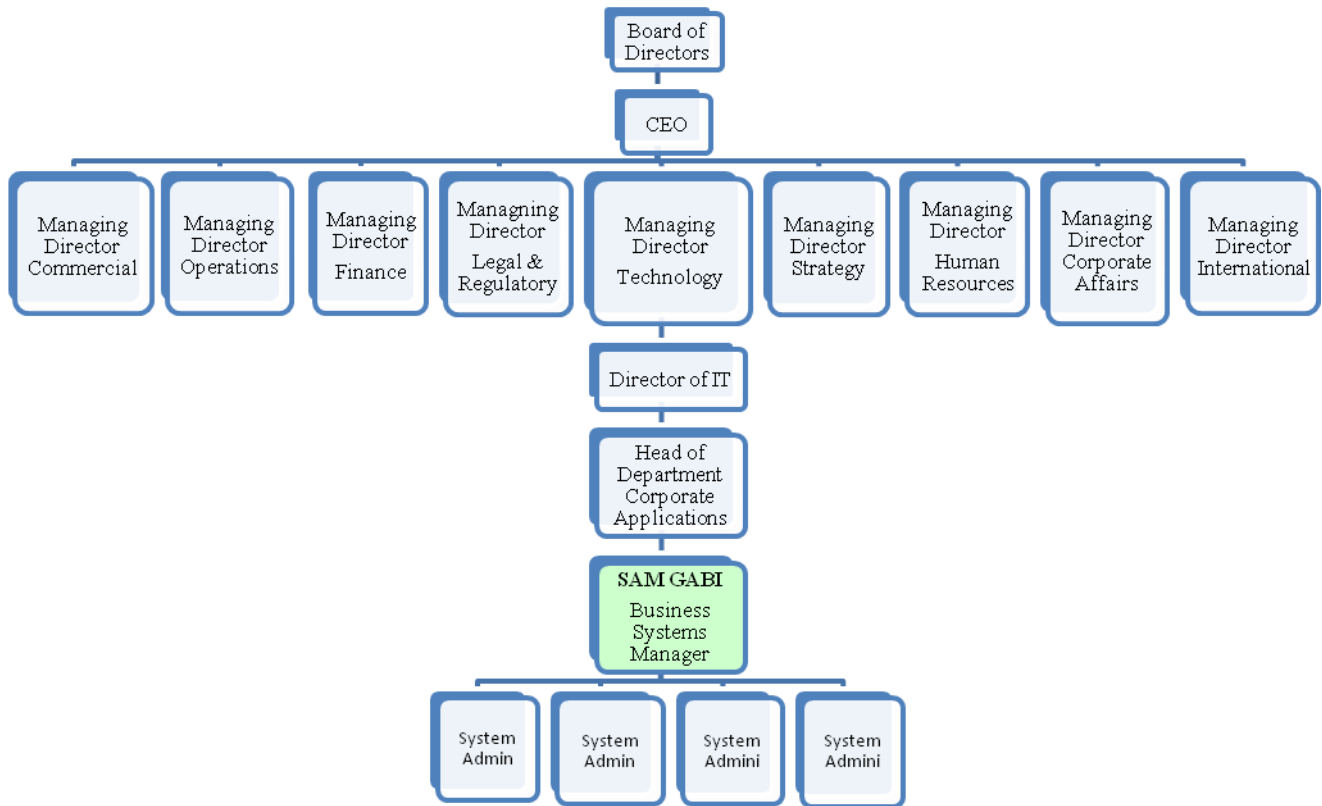 Board of
Directors
CEO
Managing
Director
Commercial
Managing
Director
Operations
Managing
Director
Finance
Managning
Director
Legal &
Regulatory
Managing
Director
Technology
Managing
Director
Strategy
Managing
Director
Human
Resources
Managing
Director
Corporate
Affairs
Managing
Director
International
Director of IT
Head of
Department
Corporate
Applications
SAM GABI
Business
Systems
Manager
System
Admin
System
Admin
System
Admini
System
Admini